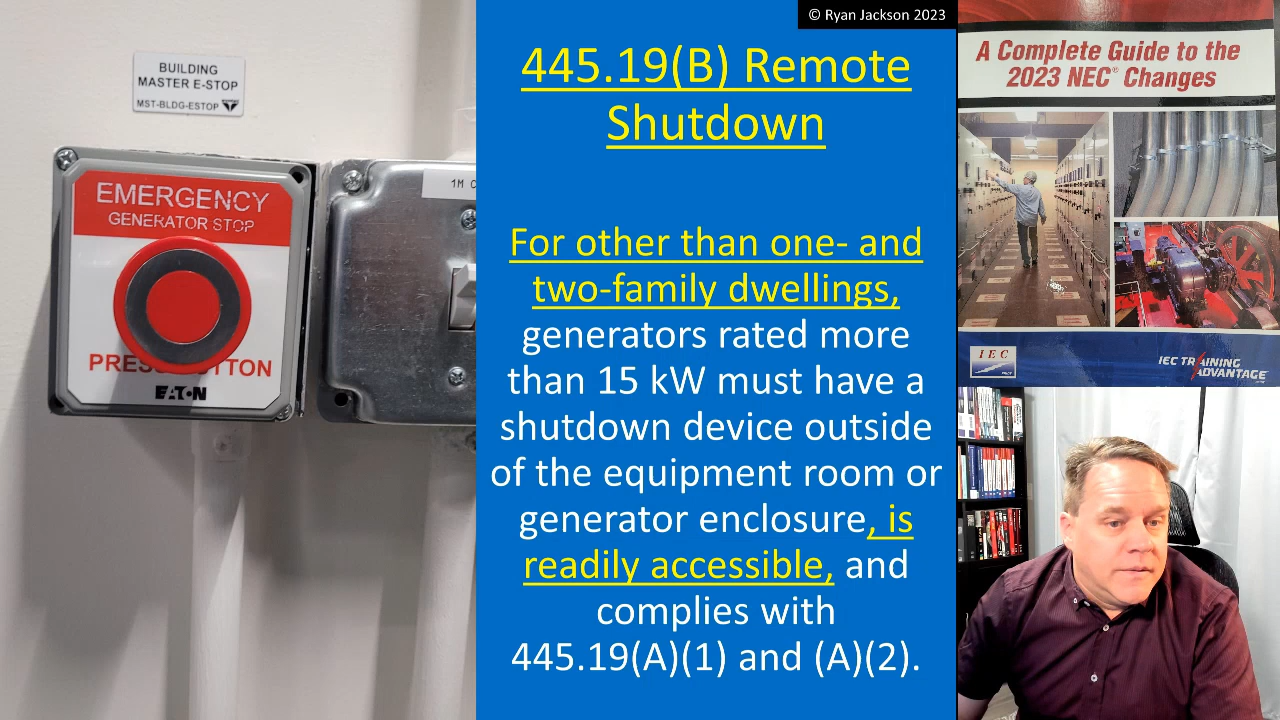 BUILDING
MASTER E-STOP
MST-BLDG-ESTOP
EMERGENCY
GENERATOR STOP
EATON
© Ryan Jackson 2023
445.19(B) Remote
Shutdown
For other than one- and
two-family dwellings,
generators rated more
than 15 kW must have a
shutdown device outside
of the equipment room or
generator enclosure, is
readily accessible, and
complies with
445.19(A)(1) and (A)(2).
A Complete Guide to the
2023 NEC® Changes
IEC
IEC TRAINING
ADVANTAGE